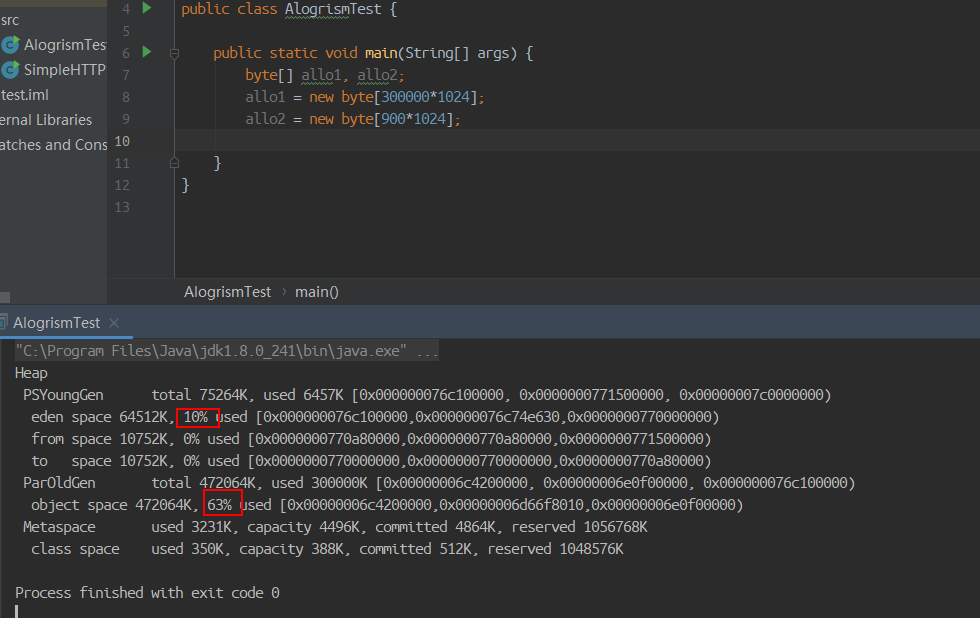 src
AlogrismTes
SimpleHTTP
test.iml
ernal Libraries
atches and Cons
4 public class AlogrismTest {
5
6 public static void main(String[] args) {
7 byte[] allo1, allo2;
8 allo1 = new byte[300000*1024];
9 allo2 = new byte[900*1024];
10
11 }
12 }
13
AlogrismTest › main()
AlogrismTest ×
"C:\Program Files\Java\jdk1.8.0_241\bin\java.exe" ...
Heap
PSYoungGen total 75264K, used 6457K [0x000000076c100000, 0x0000000771500000, 0x00000007c0000000)
eden space 64512K, 10% used [0x000000076c100000,0x000000076c74e630,0x0000000770000000)
from space 10752K, 0% used [0x0000000770a80000,0x0000000770a80000,0x0000000771500000)
to space 10752K, 0% used [0x0000000770000000,0x0000000770000000,0x0000000770a80000)
ParOldGen total 472064K, used 300000K [0x00000006c4200000, 0x00000006e0f00000, 0x000000076c100000)
object space 472064K, 63% used [0x00000006c4200000,0x00000006d66f8010,0x00000006e0f00000)
Metaspace used 3231K, capacity 4496K, committed 4864K, reserved 1056768K
class space used 350K, capacity 388K, committed 512K, reserved 1048576K
Process finished with exit code 0